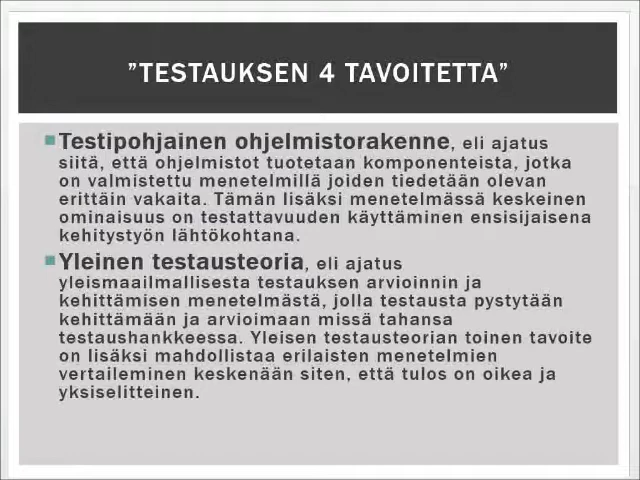 ”TESTAUKSEN 4 TAVOITETTA”
Testipohjainen ohjelmistorakenne, eli ajatus
siitä, että ohjelmistot tuotetaan komponenteista, jotka
on valmistettu menetelmillä joiden tiedetään olevan
erittäin vakaita. Tämän lisäksi menetelmässä keskeinen
ominaisuus on testattavuuden käyttäminen ensisijaisena
kehitystyön lähtökohtana.
Yleinen testausteoria, eli ajatus
yleismaailmallisesta testauksen arvioinnin ja
kehittämisen menetelmästä, jolla testausta pystytään
kehittämään ja arvioimaan missä tahansa
testaushankkeessa. Yleisen testausteorian toinen tavoite
on lisäksi mahdollistaa erilaisten menetelmien
vertaileminen keskenään siten, että tulos on oikea ja
yksiselitteinen.